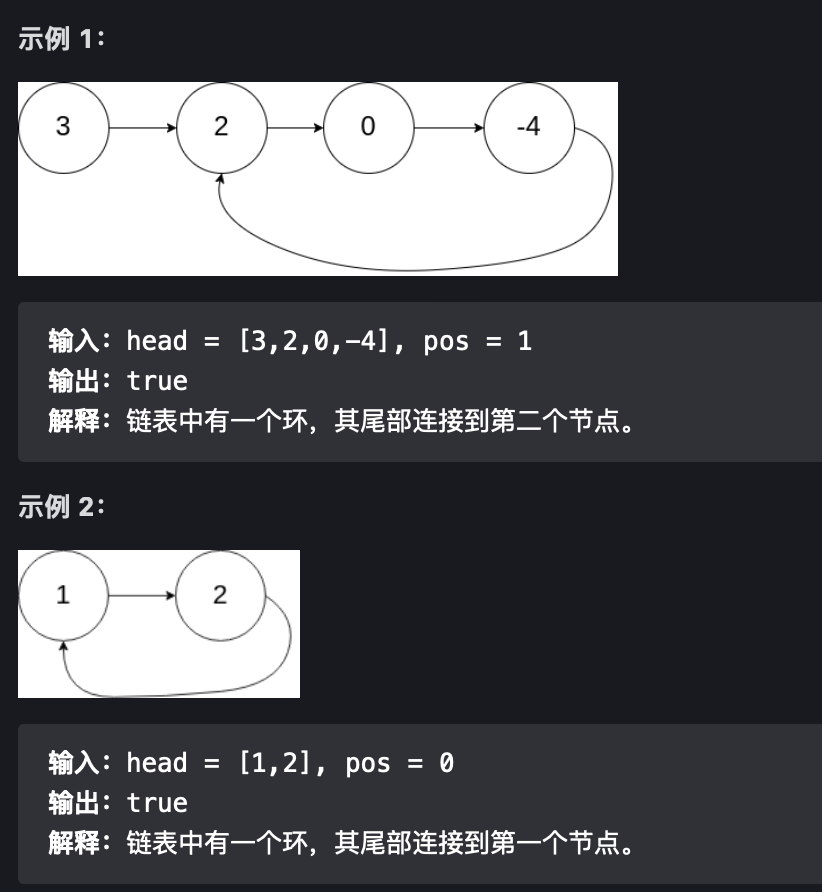 示例 1：
3 2 0 -4
输入：head = [3,2,0,-4], pos = 1
输出：true
解释：链表中有一个环，其尾部连接到第二个节点。
示例 2：
1 2
输入：head = [1,2], pos = 0
输出：true
解释：链表中有一个环，其尾部连接到第一个节点。